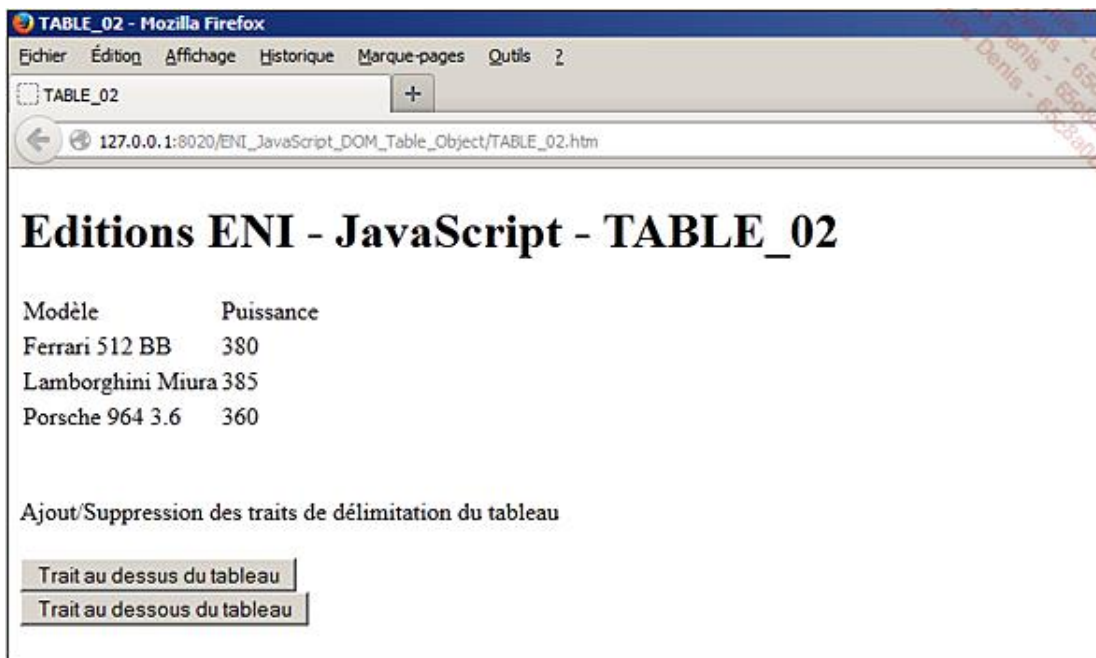 TABLE_02 - Mozilla Firefox
Fichier Édition Affichage Historique Marque-pages Outils ?
TABLE_02 +
127.0.0.1:8020/ENI_JavaScript_DOM_Table_Object/TABLE_02.htm
Editions ENI - JavaScript - TABLE_02
Modèle Puissance
Ferrari 512 BB 380
Lamborghini Miura 385
Porsche 964 3.6 360
Ajout/Suppression des traits de délimitation du tableau
Trait au dessus du tableau
Trait au dessous du tableau